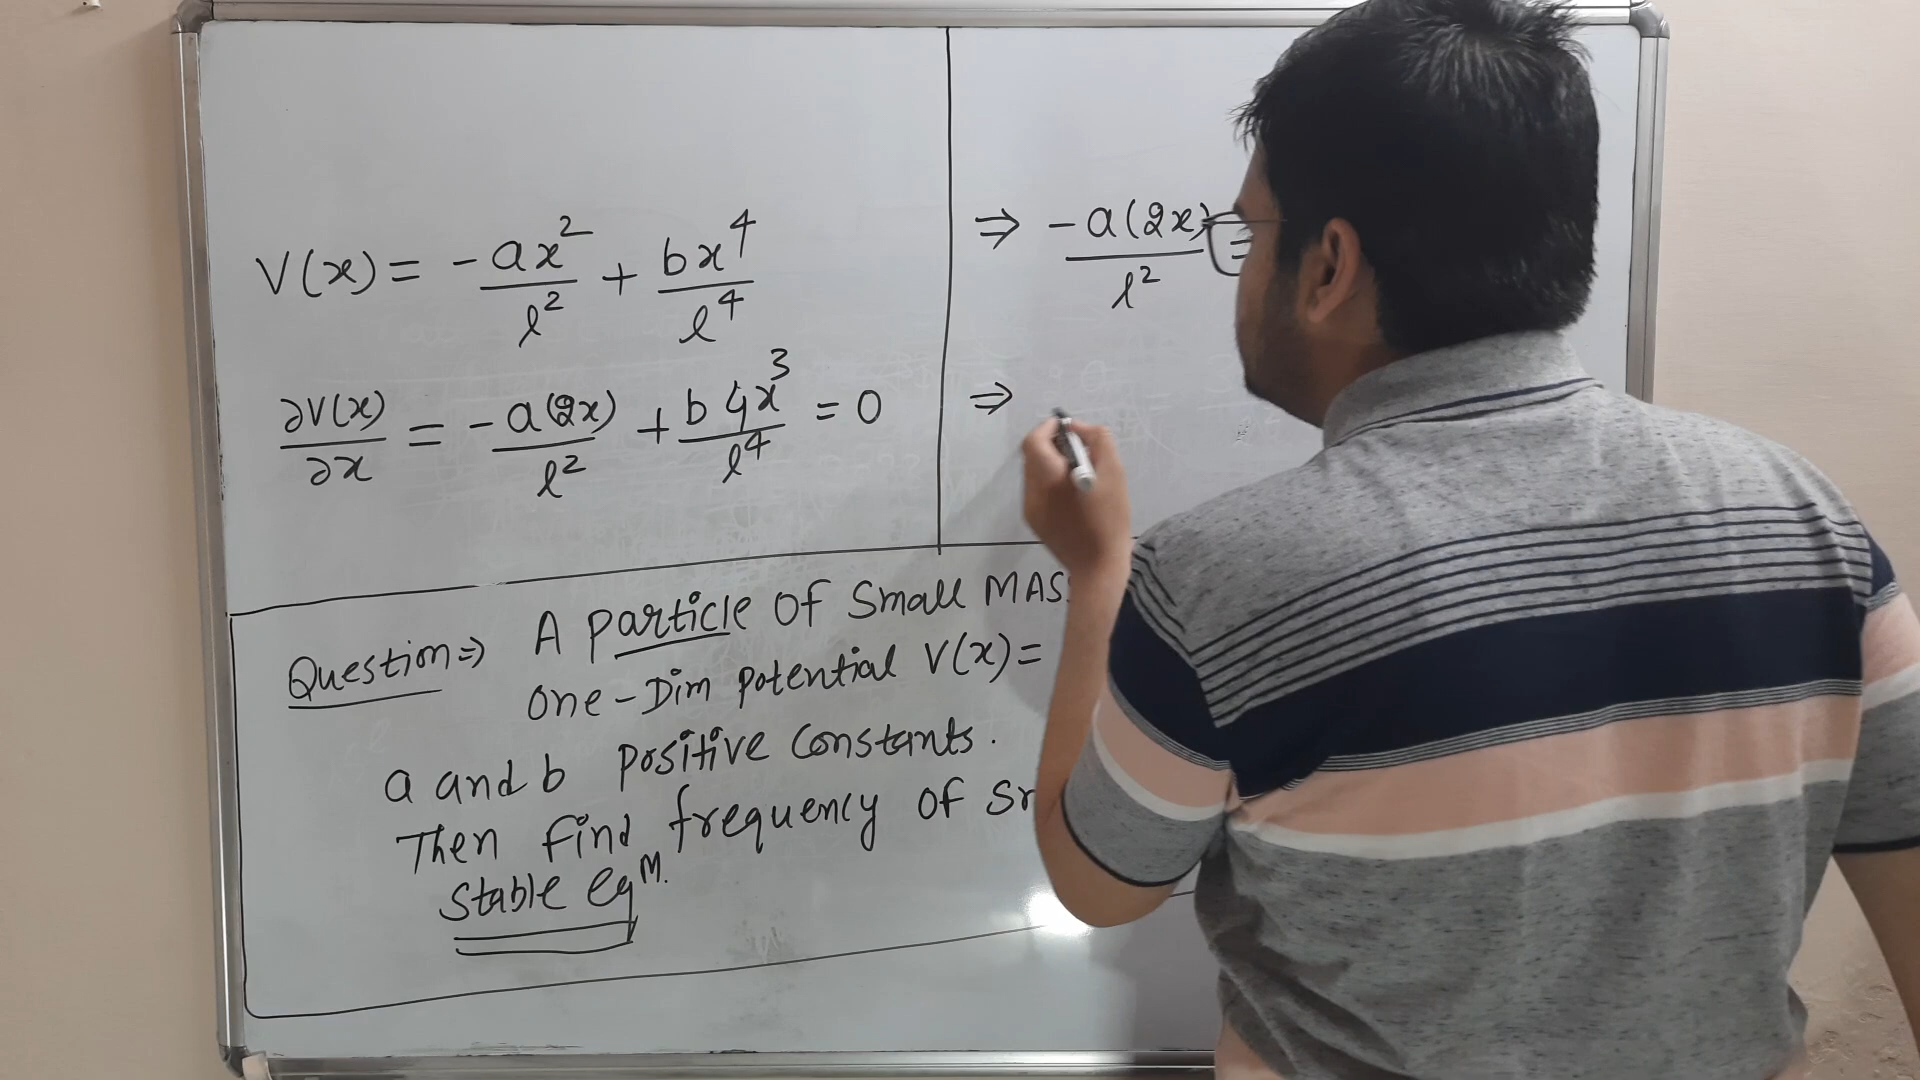 V(x) = -ax²/l² + bx⁴/l⁴
∂V(x)/∂x = -a(2x)/l² + b4x³/l⁴ = 0
⇒ -a(2x)/l² =
⇒
Question ⇒ A particle of small MAS
one-Dim potential V(x) =
a and b positive constants.
Then find frequency of
stable eqM.